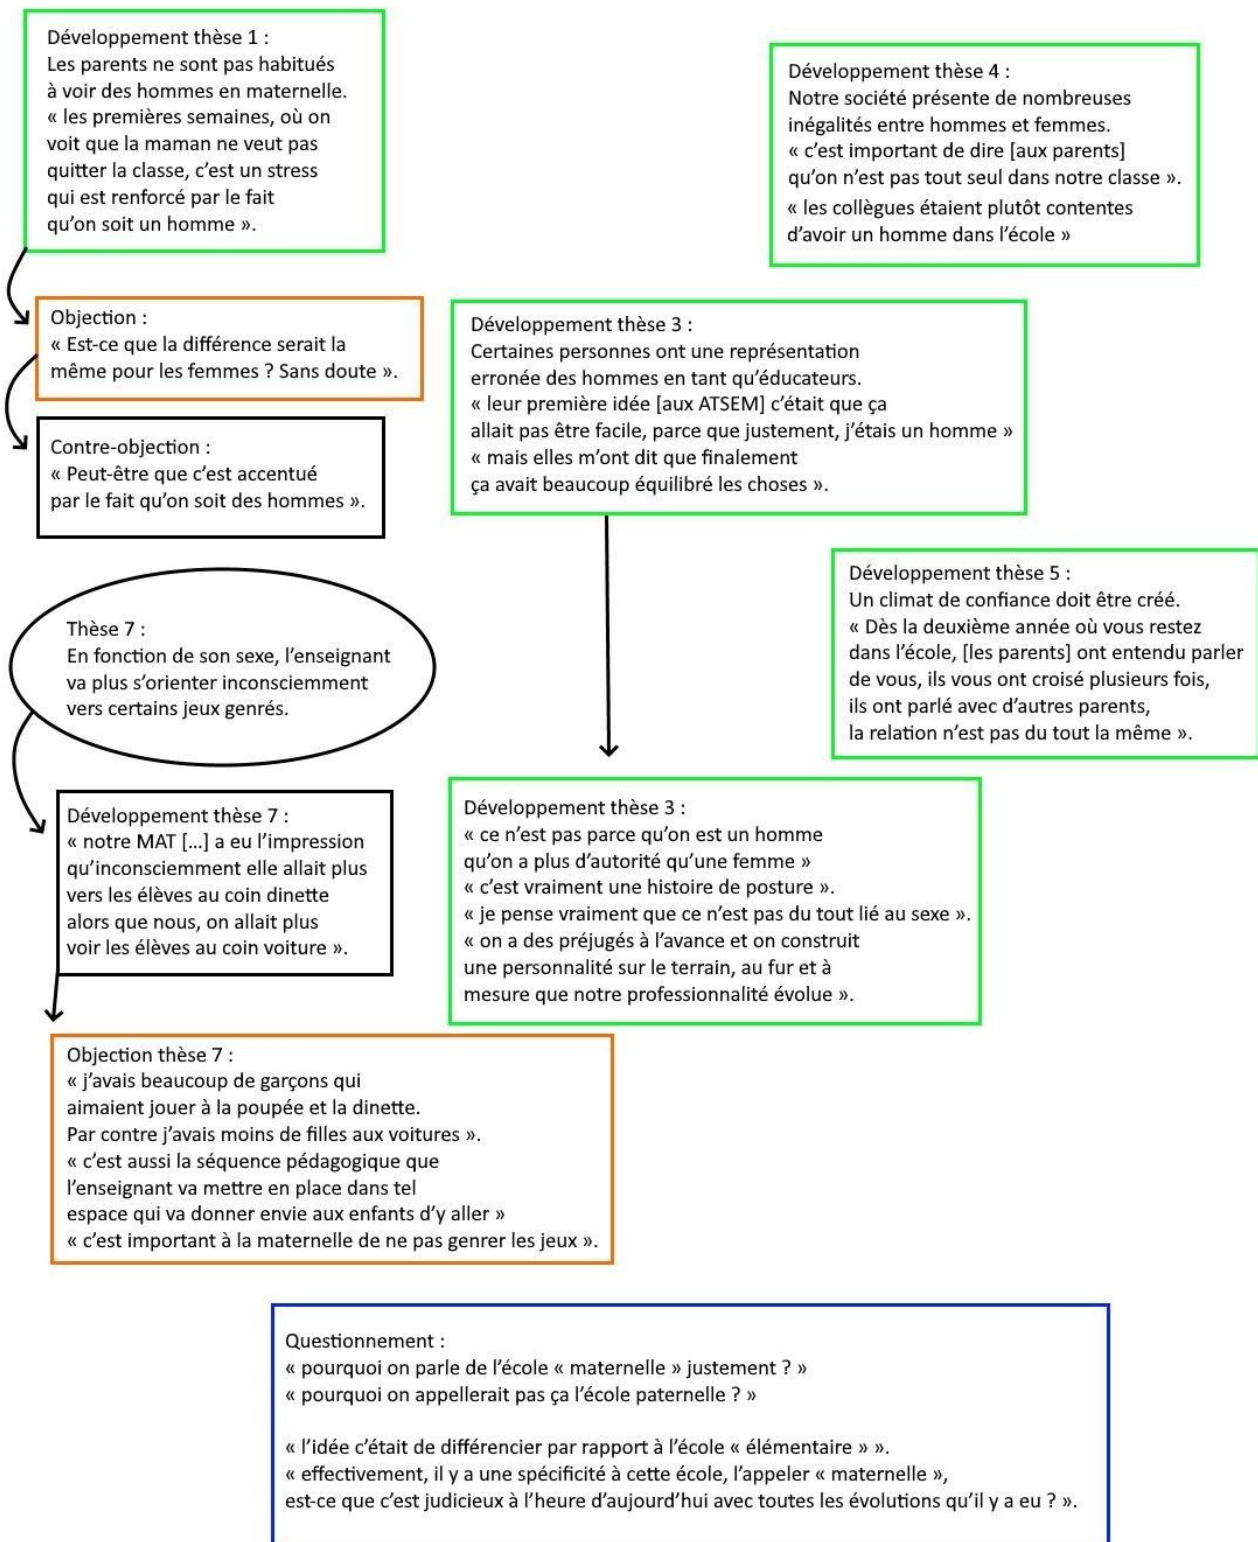 Développement thèse 1 :
Les parents ne sont pas habitués
à voir des hommes en maternelle.
« les premières semaines, où on
voit que la maman ne veut pas
quitter la classe, c’est un stress
qui est renforcé par le fait
qu’on soit un homme ».
Développement thèse 4 :
Notre société présente de nombreuses
inégalités entre hommes et femmes.
« c’est important de dire [aux parents]
qu’on n’est pas tout seul dans notre classe ».
« les collègues étaient plutôt contentes
d’avoir un homme dans l’école »
Objection :
« Est-ce que la différence serait la
même pour les femmes ? Sans doute ».
Contre-objection :
« Peut-être que c’est accentué
par le fait qu’on soit des hommes ».
Développement thèse 3 :
Certaines personnes ont une représentation
erronée des hommes en tant qu’éducateurs.
« leur première idée [aux ATSEM] c’était que ça
allait pas être facile, parce que justement, j’étais un homme »
« mais elles m’ont dit que finalement
ça avait beaucoup équilibré les choses ».
Développement thèse 5 :
Un climat de confiance doit être créé.
« Dès la deuxième année où vous restez
dans l’école, [les parents] ont entendu parler
de vous, ils vous ont croisé plusieurs fois,
ils ont parlé avec d’autres parents,
la relation n’est pas du tout la même ».
Thèse 7 :
En fonction de son sexe, l’enseignant
va plus s’orienter inconsciemment
vers certains jeux genrés.
Développement thèse 7 :
« notre MAT [...] a eu l’impression
qu’inconsciemment elle allait plus
vers les élèves au coin dinette
alors que nous, on allait plus
voir les élèves au coin voiture ».
Développement thèse 3 :
« ce n’est pas parce qu’on est un homme
qu’on a plus d’autorité qu’une femme »
« c’est vraiment une histoire de posture ».
« je pense vraiment que ce n’est pas du tout lié au sexe ».
« on a des préjugés à l’avance et on construit
une personnalité sur le terrain, au fur et à
mesure que notre professionnalité évolue ».
Objection thèse 7 :
« j’avais beaucoup de garçons qui
aimaient jouer à la poupée et la dinette.
Par contre j’avais moins de filles aux voitures ».
« c’est aussi la séquence pédagogique que
l’enseignant va mettre en place dans tel
espace qui va donner envie aux enfants d’y aller »
« c’est important à la maternelle de ne pas genrer les jeux ».
Questionnement :
« pourquoi on parle de l’école « maternelle » justement ? »
« pourquoi on appellerait pas ça l’école paternelle ? »
« l’idée c’était de différencier par rapport à l’école « élémentaire » ».
« effectivement, il y a une spécificité à cette école, l’appeler « maternelle »,
est-ce que c’est judicieux à l’heure d’aujourd’hui avec toutes les évolutions qu’il y a eu ? ».